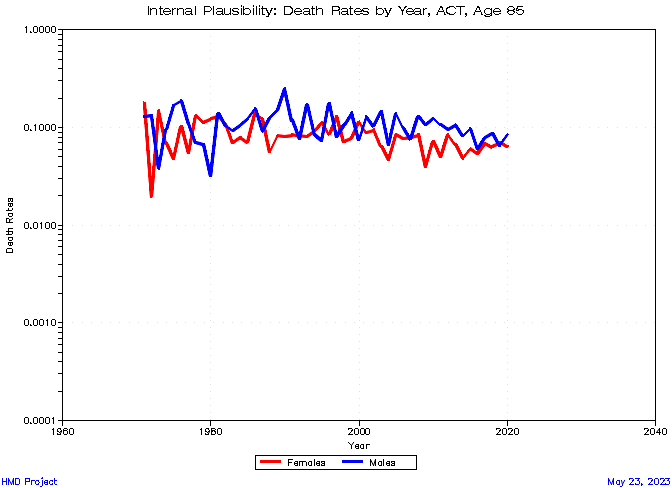 Internal Plausibility: Death Rates by Year, ACT, Age 85
1.0000
0.1000
0.0100
0.0010
0.0001
Death Rates
1960
1980
2000
2020
2040
Year
Females
Males
HMD Project
May 23, 2023